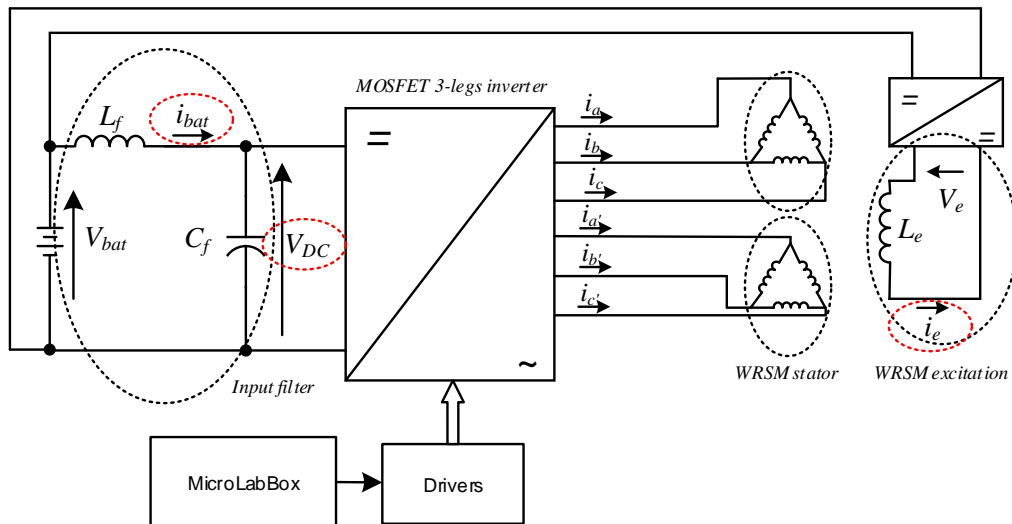 MOSFET 3-legs inverter
L_f
i_bat
V_bat
C_f
V_DC
Input filter
=
~
i_a
i_b
i_c
i_a'
i_b'
i_c'
WRSM stator
=
=
V_e
L_e
i_e
WRSM excitation
MicroLabBox
Drivers